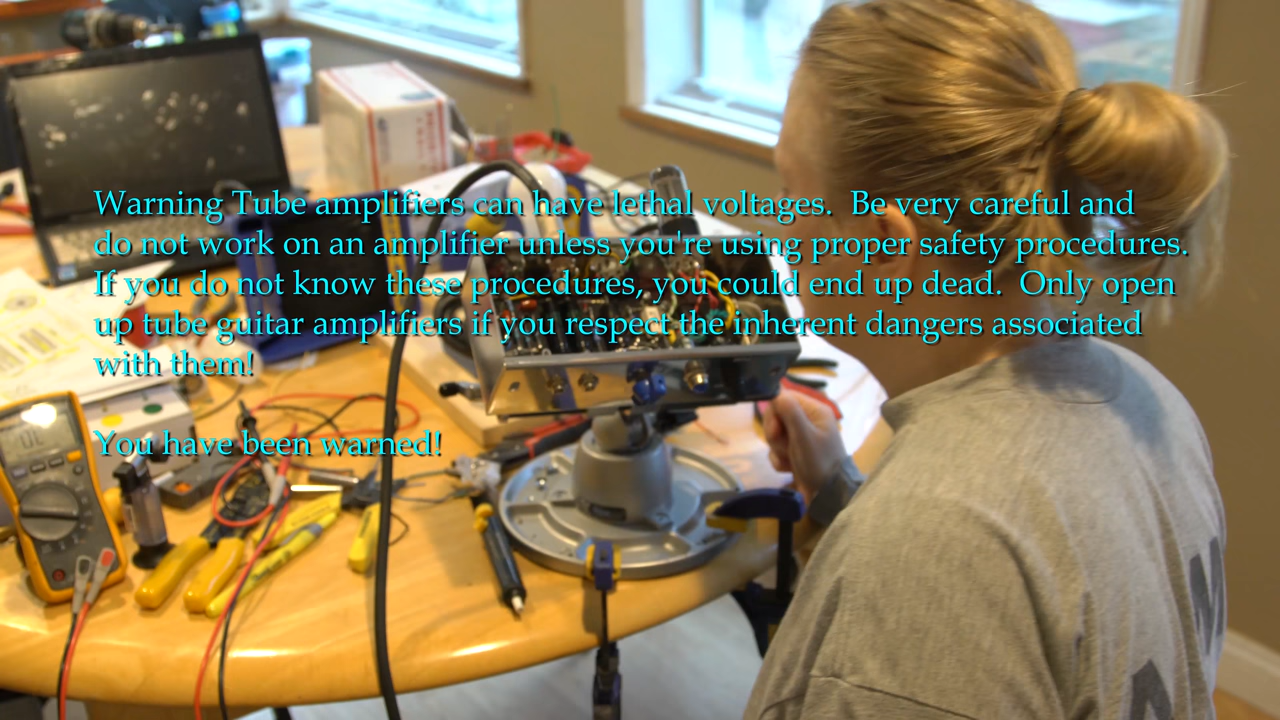 Warning Tube amplifiers can have lethal voltages. Be very careful and
do not work on an amplifier unless you're using proper safety procedures.
If you do not know these procedures, you could end up dead. Only open
up tube guitar amplifiers if you respect the inherent dangers associated
with them!
You have been warned!